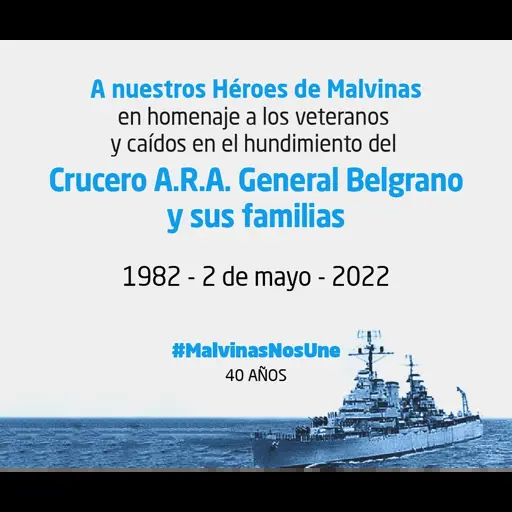 A nuestros Héroes de Malvinas
en homenaje a los veteranos
y caídos en el hundimiento del
Crucero A.R.A. General Belgrano
y sus familias
1982 - 2 de mayo - 2022
#MalvinasNosUne
40 AÑOS